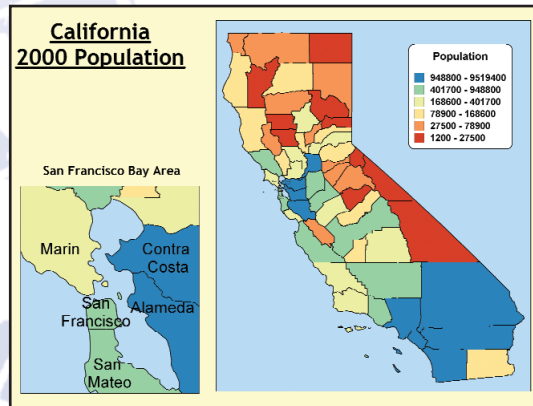 California
2000 Population
Population
948800 - 9519400
401700 - 948800
168600 - 401700
78900 - 168600
27500 - 78900
1200 - 27500
San Francisco Bay Area
Marin
Contra
Costa
San
Francisco
Alameda
San
Mateo